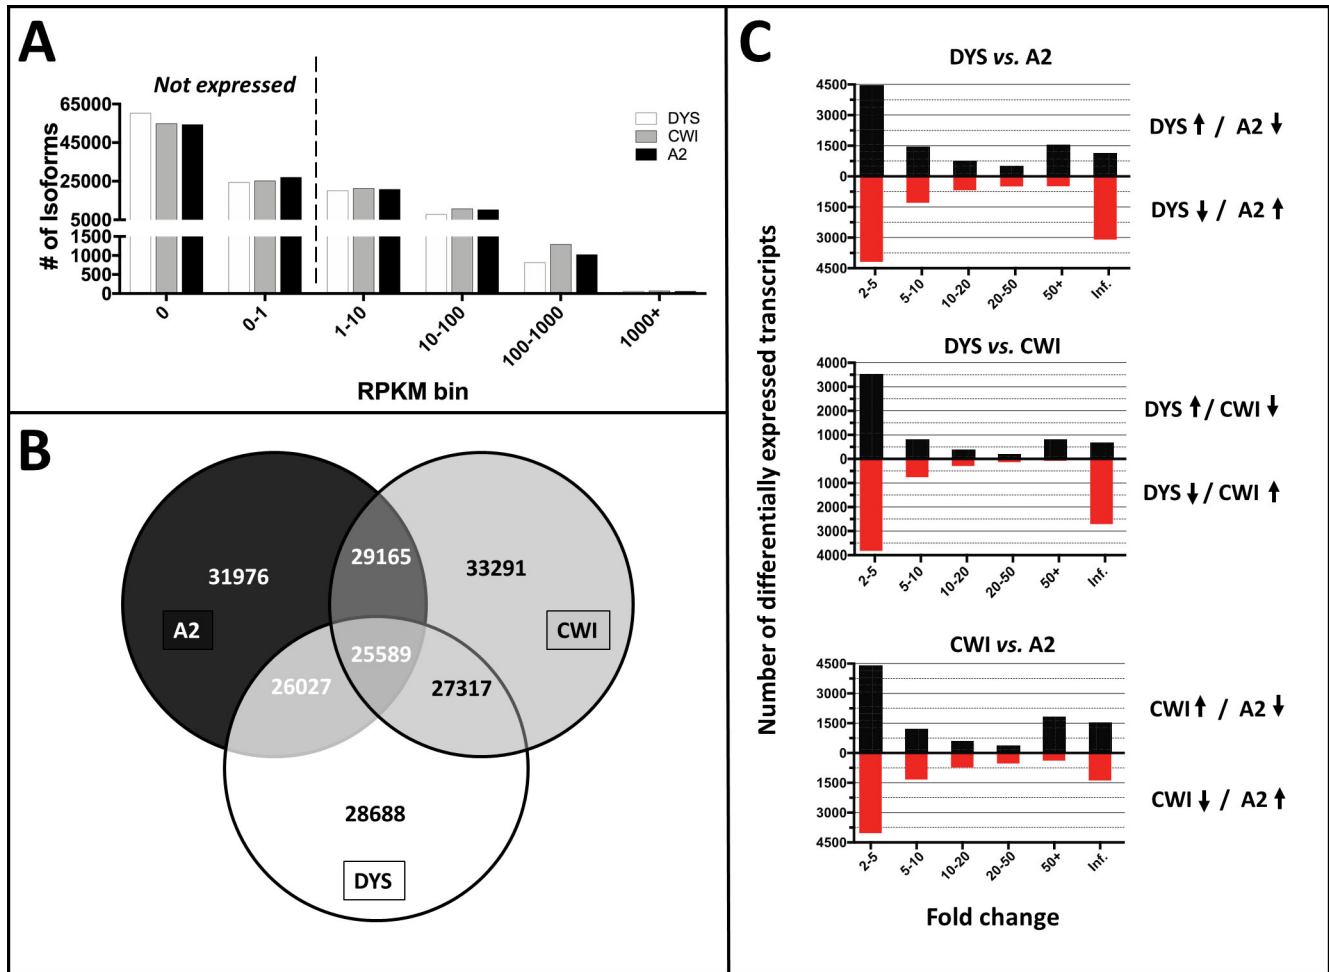 A
Not expressed
65000
45000
25000
5000
1500
1000
500
0
# of Isoforms
DYS
CWI
A2
0
0-1
1-10
10-100
100-1000
1000+
RPKM bin
B
31976
29165
33291
A2
CWI
25589
26027
27317
28688
DYS
C
Number of differentially expressed transcripts
DYS vs. A2
4500
3000
1500
0
1500
3000
4500
2-5
5-10
10-20
20-50
50+
Inf.
DYS ↑ / A2 ↓
DYS ↓ / A2 ↑
DYS vs. CWI
4000
3000
2000
1000
0
1000
2000
3000
4000
2-5
5-10
10-20
20-50
50+
Inf.
DYS ↑ / CWI ↓
DYS ↓ / CWI ↑
CWI vs. A2
4500
3000
1500
0
1500
3000
4500
2-5
5-10
10-20
20-50
50+
Inf.
CWI ↑ / A2 ↓
CWI ↓ / A2 ↑
Fold change